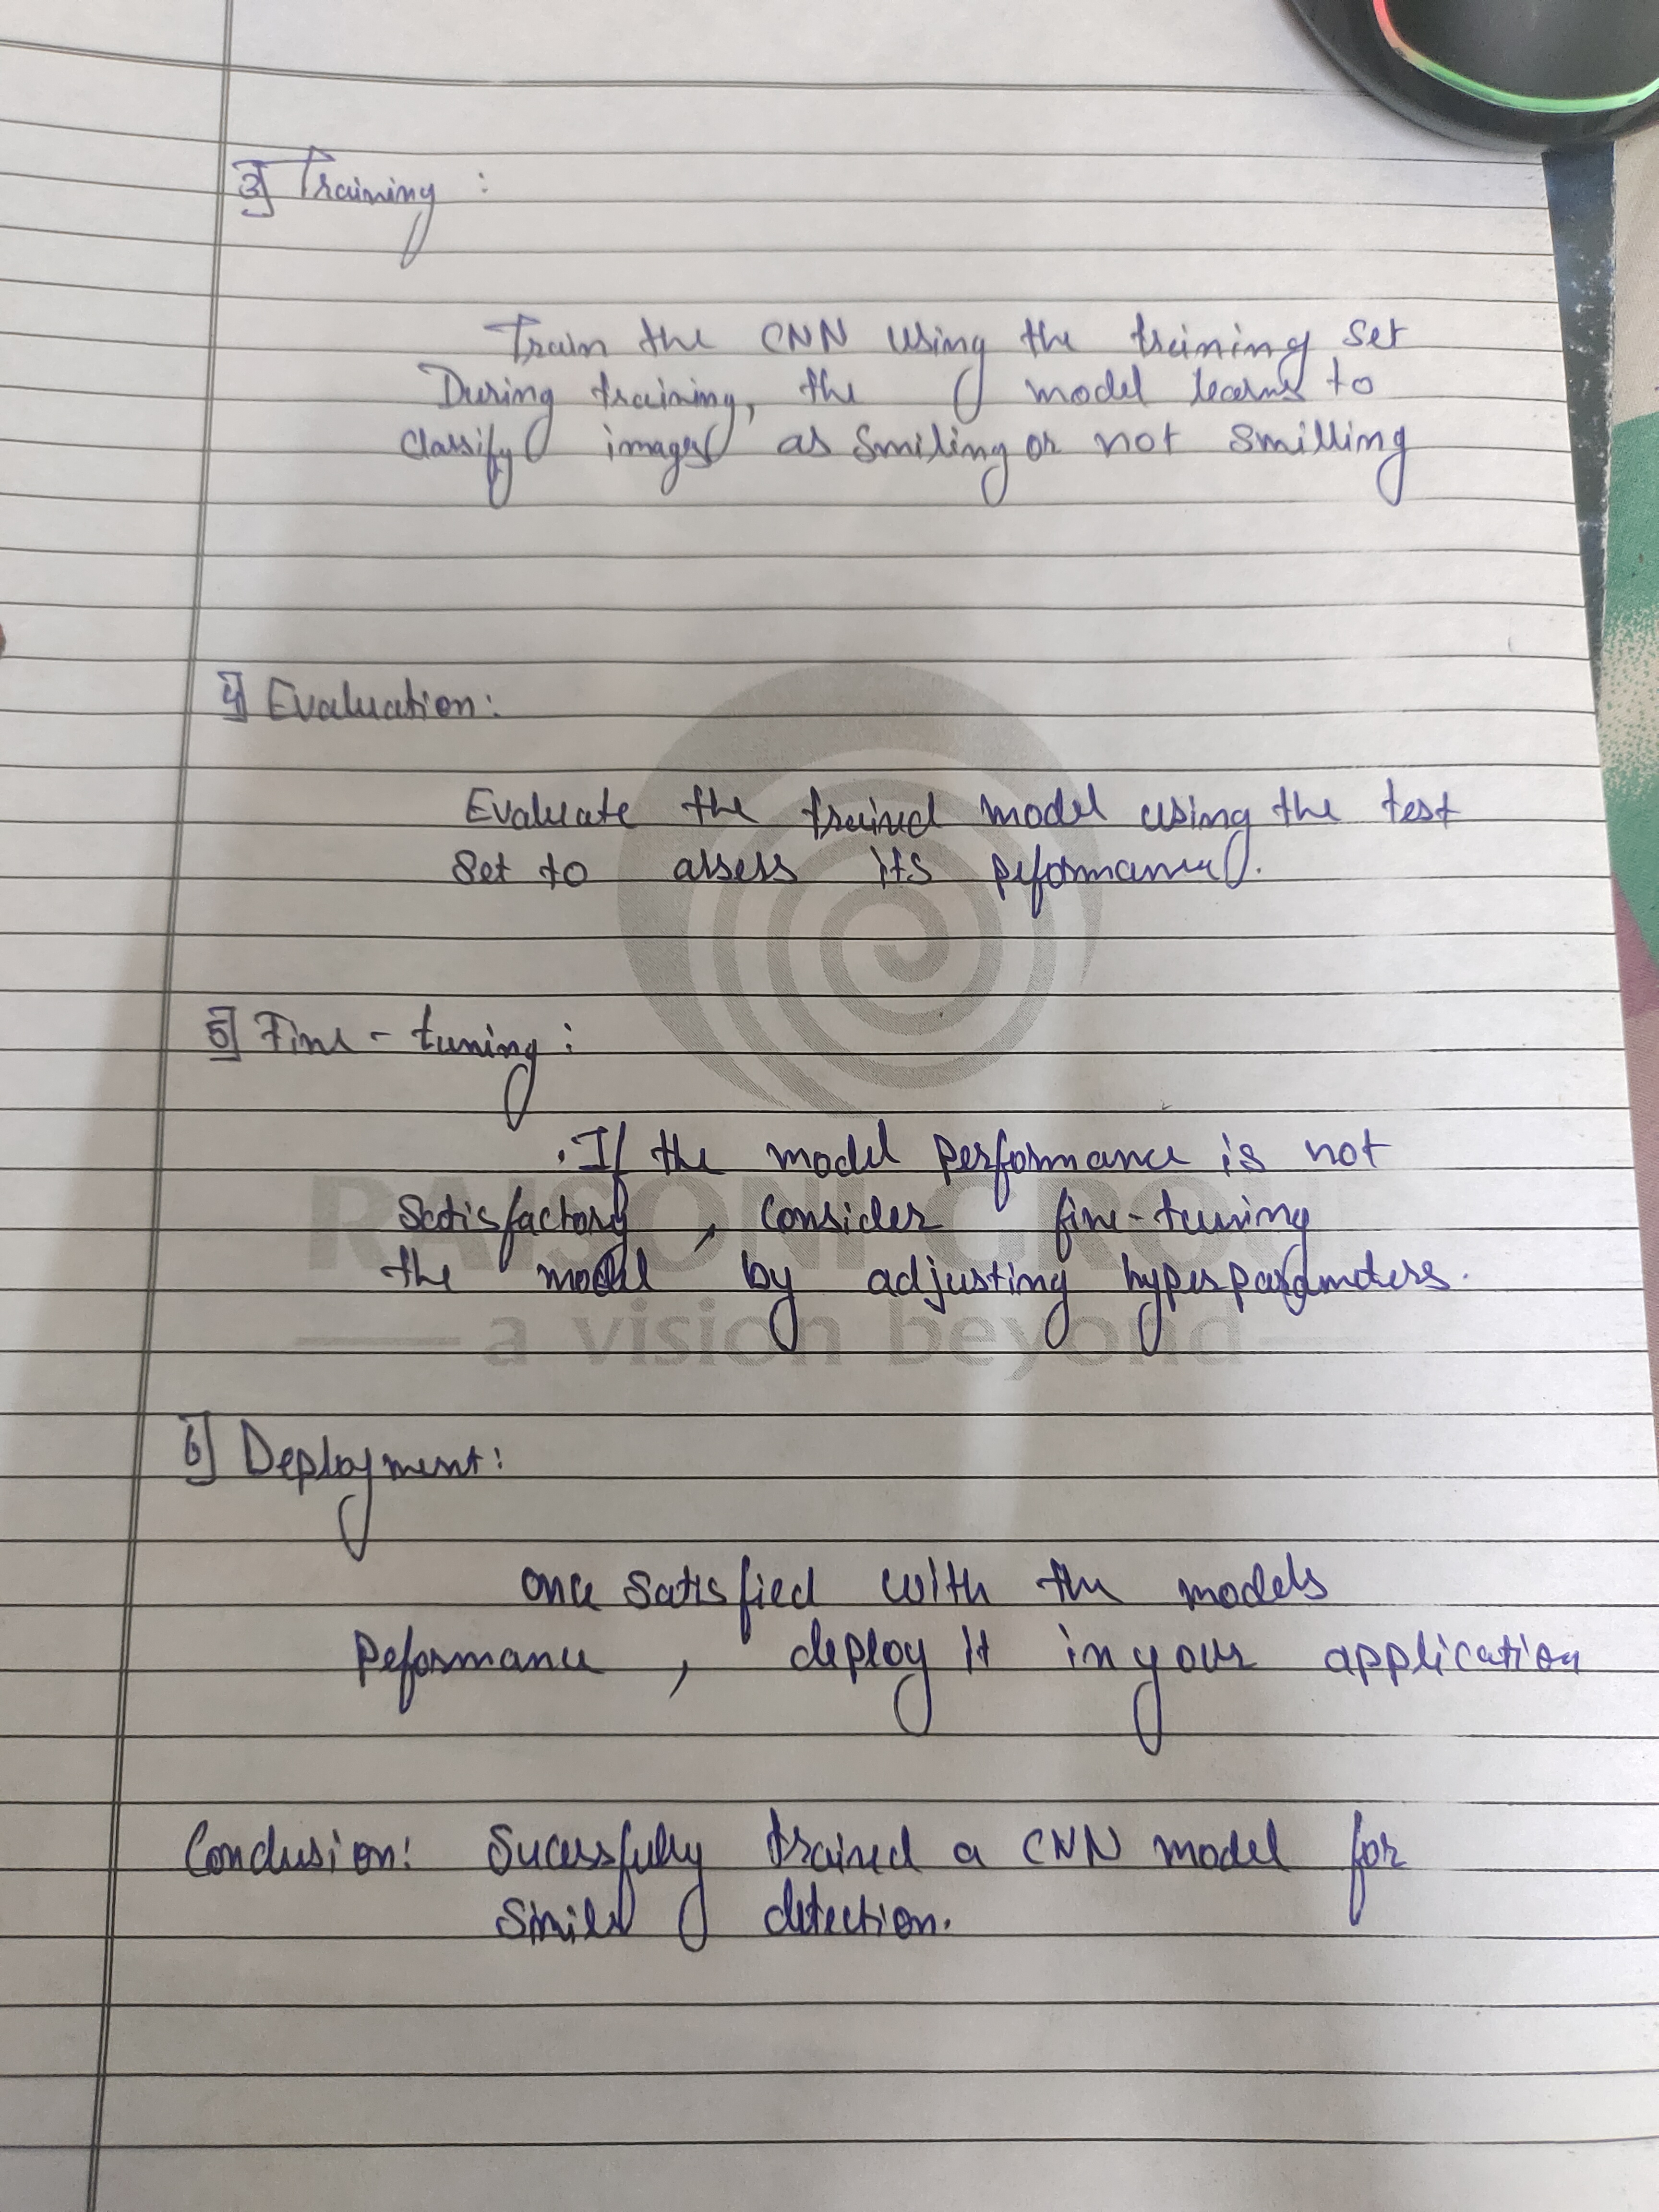 3] Training :
Train the CNN using the trining set
During training, the model learns to
classify images as smiling or not smilling
4] Evaluation:
Evaluate the trained model using the test
set to assess its peformance.
5] Fine - tuning :
.If the model performance is not
satisfactory , consider fine-tuning
the model by adjusting hyperparameters.
RAISONI GROU
a vision beyond
6] Deployment:
once satisfied with the models
peformance , deploy it in your application
Conclusion: Sucessfully trained a CNN model for
smile detection.